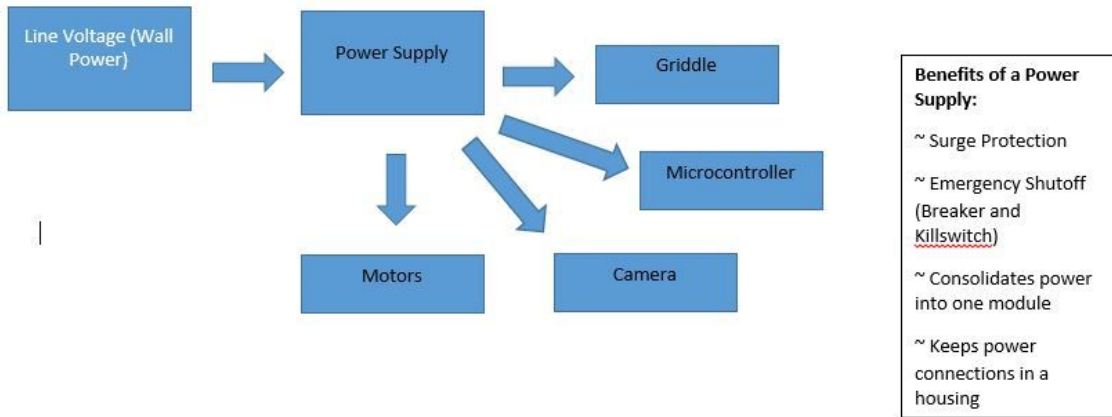 Line Voltage (Wall
Power)
Power Supply
Griddle
Microcontroller
Motors
Camera
Benefits of a Power
Supply:
~ Surge Protection
~ Emergency Shutoff
(Breaker and
Killswitch)
~ Consolidates power
into one module
~ Keeps power
connections in a
housing